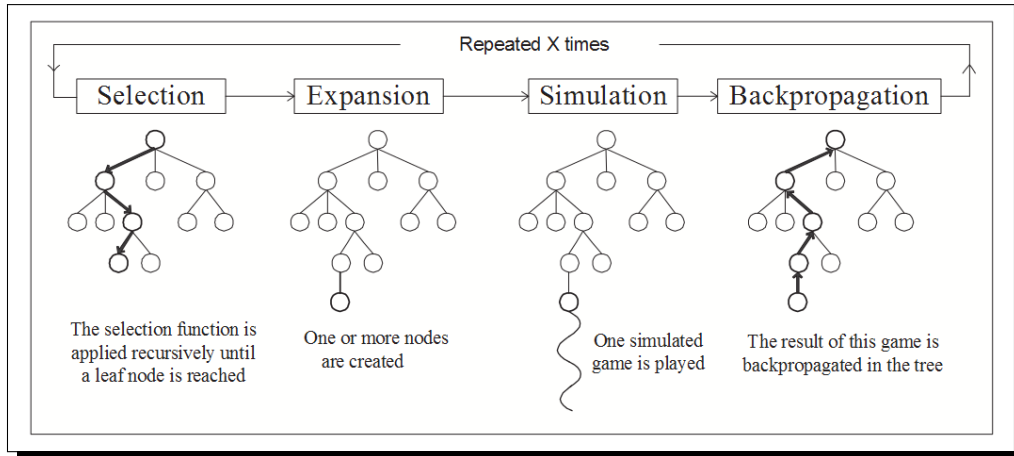 Repeated X times
Selection
Expansion
Simulation
Backpropagation
The selection function is
applied recursively until
a leaf node is reached
One or more nodes
are created
One simulated
game is played
The result of this game is
backpropagated in the tree